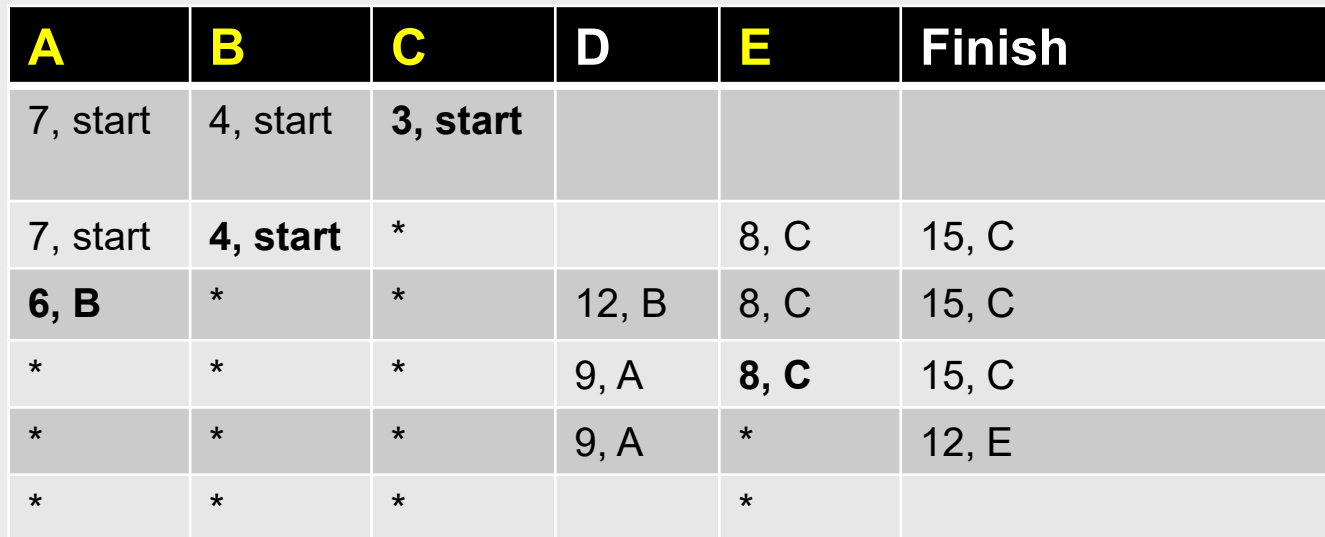 A B C D E Finish
7, start 4, start 3, start
7, start 4, start * 8, C 15, C
6, B * * 12, B 8, C 15, C
* * * 9, A 8, C 15, C
* * * 9, A * 12, E
* * * *